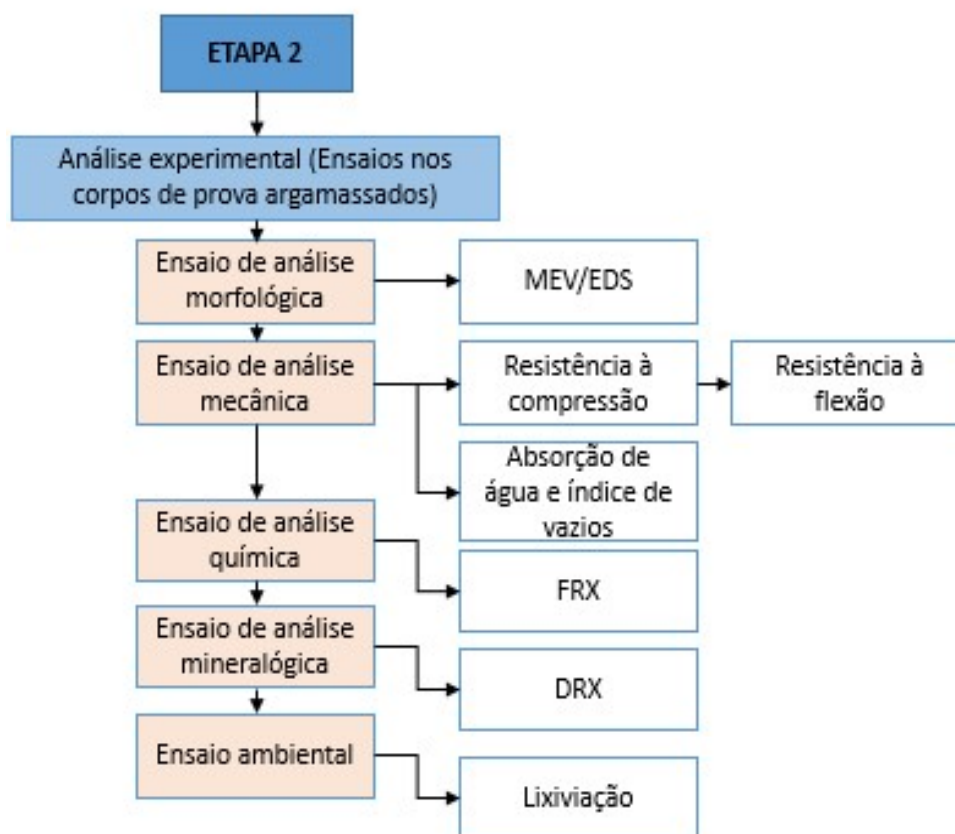 ETAPA 2
Análise experimental (Ensaios nos
corpos de prova argamassados)
Ensaio de análise
morfológica
MEV/EDS
Ensaio de análise
mecânica
Resistência à
compressão
Resistência à
flexão
Absorção de
água e índice de
vazios
Ensaio de análise
química
FRX
Ensaio de análise
mineralógica
DRX
Ensaio ambiental
Lixiviação